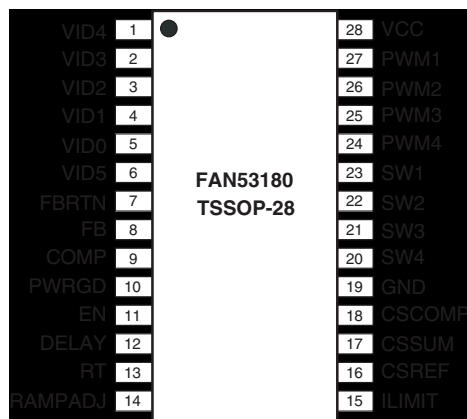 VID4 1 28 VCC
VID3 2 27 PWM1
VID2 3 26 PWM2
VID1 4 25 PWM3
VID0 5 24 PWM4
VID5 6 23 SW1
FBRTN 7 22 SW2
FB 8 21 SW3
COMP 9 20 SW4
PWRGD 10 19 GND
EN 11 18 CSCOMP
DELAY 12 17 CSSUM
RT 13 16 CSREF
RAMPADJ 14 15 ILIMIT
FAN53180
TSSOP-28